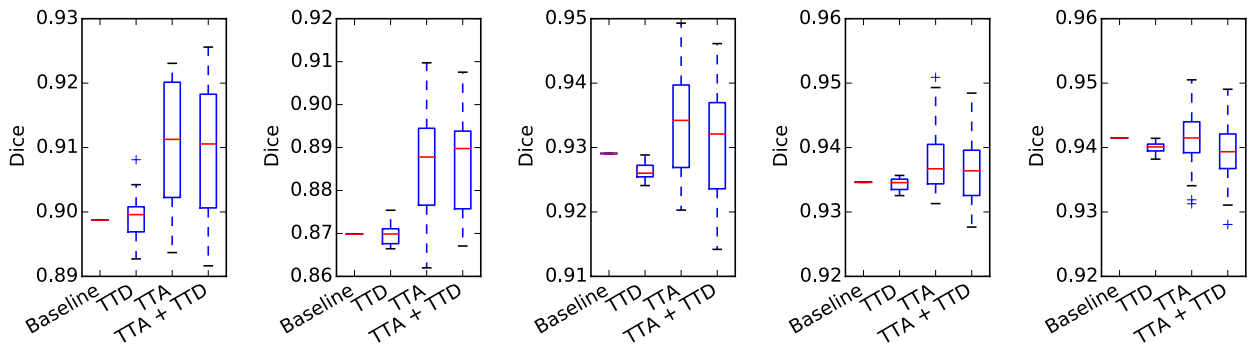 0.93
0.92
0.91
0.90
0.89
Dice
Baseline
TTD
TTA
TTA + TTD
0.92
0.91
0.90
0.89
0.88
0.87
0.86
Dice
Baseline
TTD
TTA
TTA + TTD
0.95
0.94
0.93
0.92
0.91
Dice
Baseline
TTD
TTA
TTA + TTD
0.96
0.95
0.94
0.93
0.92
Dice
Baseline
TTD
TTA
TTA + TTD
0.96
0.95
0.94
0.93
0.92
Dice
Baseline
TTD
TTA
TTA + TTD